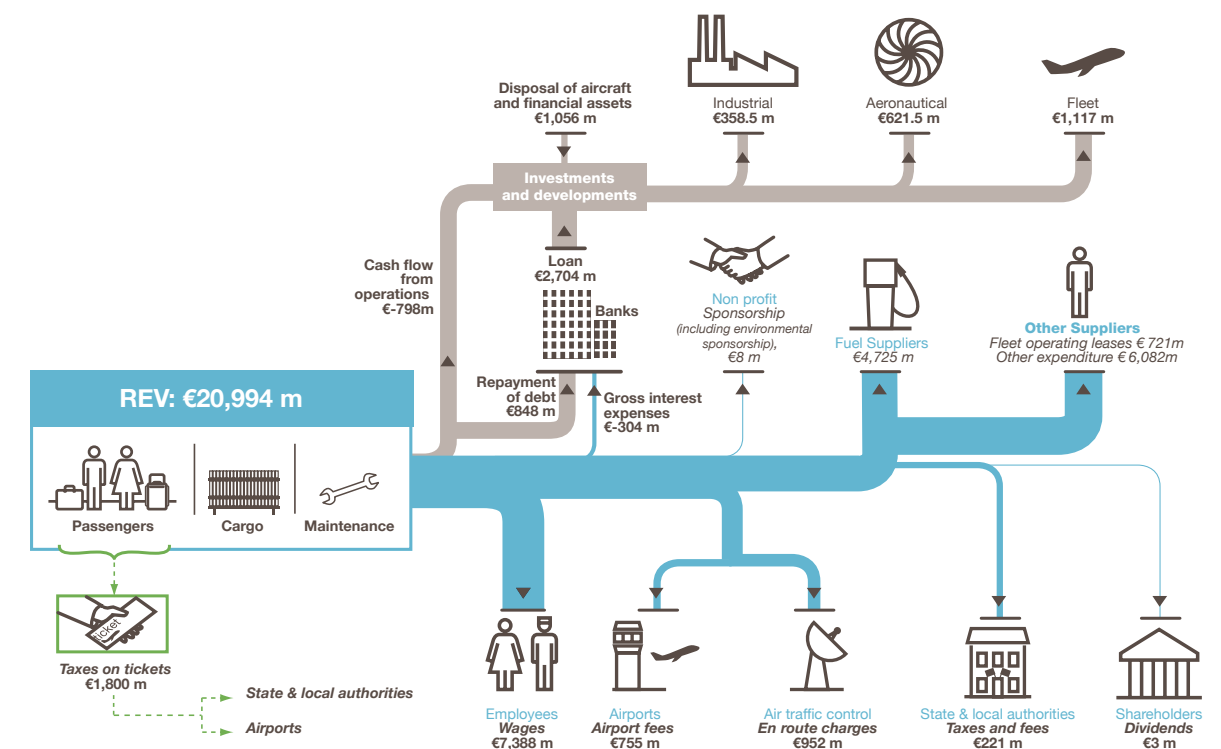 Disposal of aircraft
and financial assets
€1,056 m
Industrial
€358.5 m
Aeronautical
€621.5 m
Fleet
€1,117 m
Investments
and developments
Cash flow
from
operations
€-798m
Loan
€2,704 m
Banks
Non profit
Sponsorship
(including environmental
sponsorship),
€8 m
Fuel Suppliers
€4,725 m
Other Suppliers
Fleet operating leases € 721m
Other expenditure € 6,082m
Repayment
of debt
€848 m
Gross interest
expenses
€-304 m
REV: €20,994 m
Passengers
Cargo
Maintenance
ticket
Taxes on tickets
€1,800 m
State & local authorities
Airports
Employees
Wages
€7,388 m
Airports
Airport fees
€755 m
Air traffic control
En route charges
€952 m
State & local authorities
Taxes and fees
€221 m
Shareholders
Dividends
€3 m